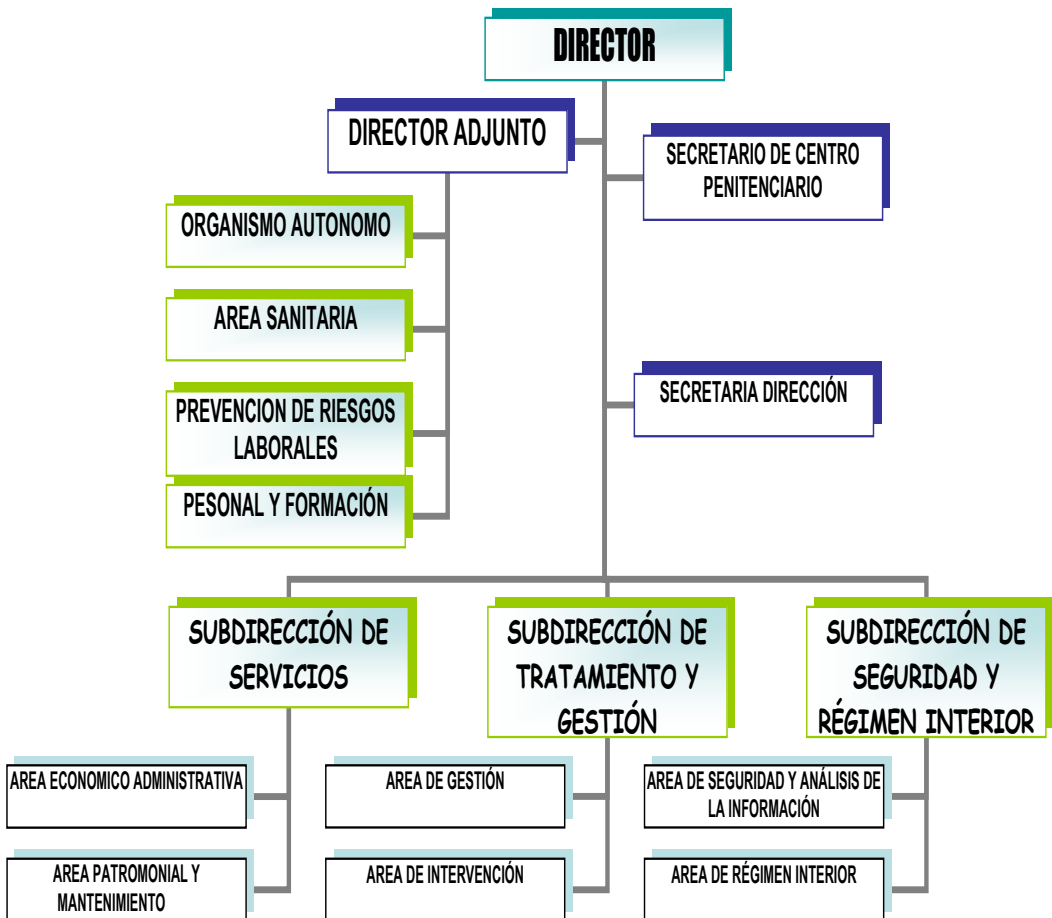 DIRECTOR
DIRECTOR ADJUNTO
SECRETARIO DE CENTRO
PENITENCIARIO
ORGANISMO AUTONOMO
AREA SANITARIA
PREVENCION DE RIESGOS
LABORALES
PESONAL Y FORMACIÓN
SECRETARIA DIRECCIÓN
SUBDIRECCIÓN DE
SERVICIOS
SUBDIRECCIÓN DE
TRATAMIENTO Y
GESTIÓN
SUBDIRECCIÓN DE
SEGURIDAD Y
RÉGIMEN INTERIOR
AREA ECONOMICO ADMINISTRATIVA
AREA DE GESTIÓN
AREA DE SEGURIDAD Y ANÁLISIS DE
LA INFORMACIÓN
AREA PATROMONIAL Y
MANTENIMIENTO
AREA DE INTERVENCIÓN
AREA DE RÉGIMEN INTERIOR